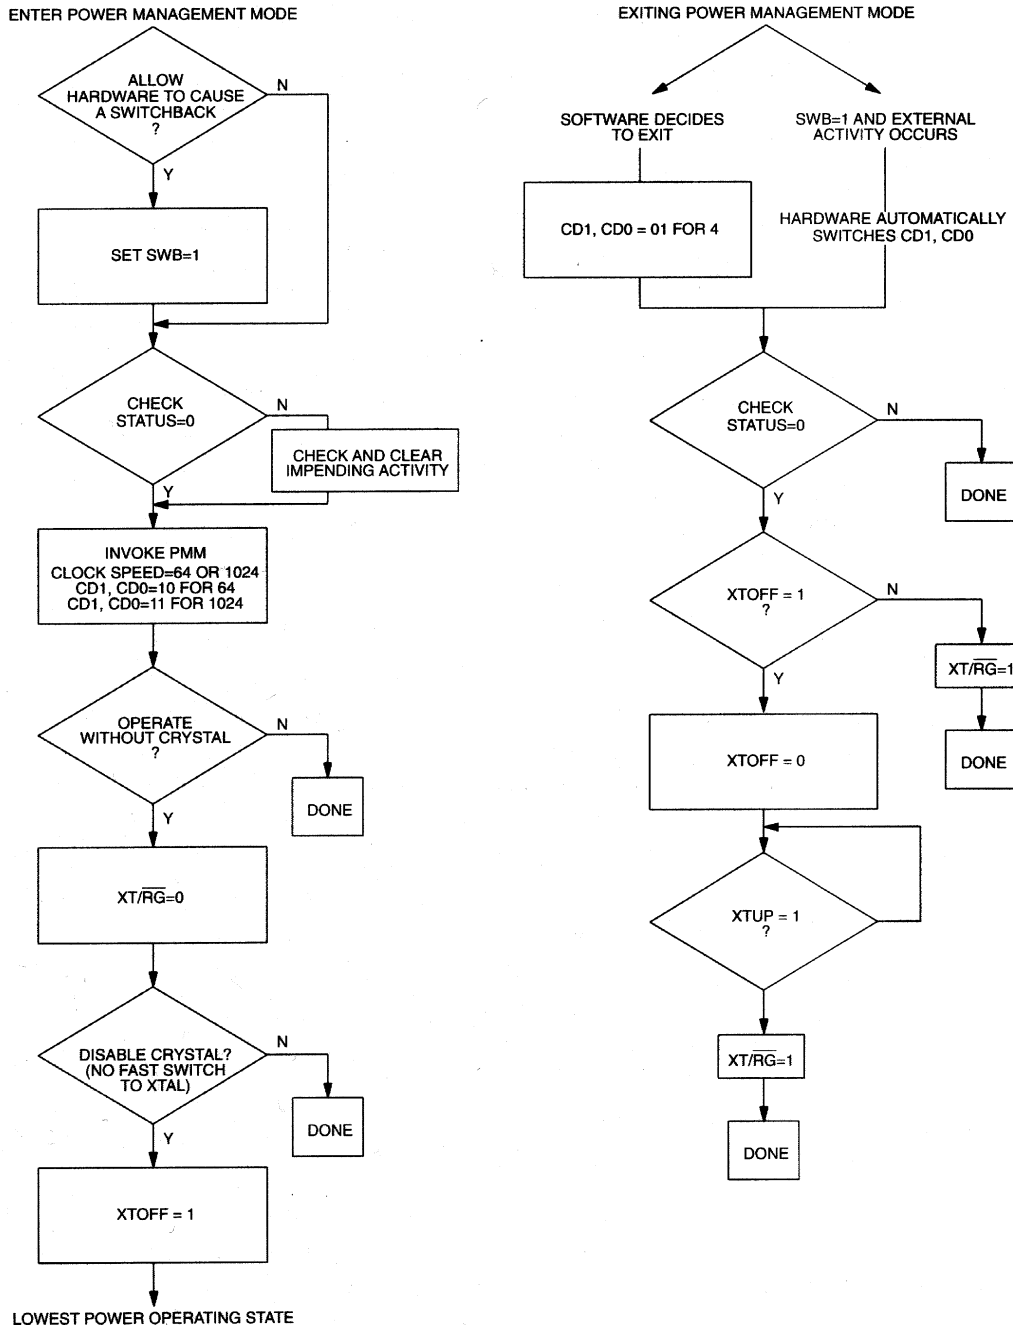 ENTER POWER MANAGEMENT MODE
ALLOW
HARDWARE TO CAUSE
A SWITCHBACK
?
N
Y
SET SWB=1
CHECK
STATUS=0
N
CHECK AND CLEAR
IMPENDING ACTIVITY
Y
INVOKE PMM
CLOCK SPEED=64 OR 1024
CD1, CD0=10 FOR 64
CD1, CD0=11 FOR 1024
OPERATE
WITHOUT CRYSTAL
?
N
DONE
Y
XT/R̅G̅=0
DISABLE CRYSTAL?
(NO FAST SWITCH
TO XTAL)
N
DONE
Y
XTOFF = 1
LOWEST POWER OPERATING STATE
EXITING POWER MANAGEMENT MODE
SOFTWARE DECIDES
TO EXIT
SWB=1 AND EXTERNAL
ACTIVITY OCCURS
CD1, CD0 = 01 FOR 4
HARDWARE AUTOMATICALLY
SWITCHES CD1, CD0
CHECK
STATUS=0
N
DONE
Y
XTOFF = 1
?
N
XT/R̅G̅=1
DONE
Y
XTOFF = 0
XTUP = 1
?
XT/R̅G̅=1
DONE